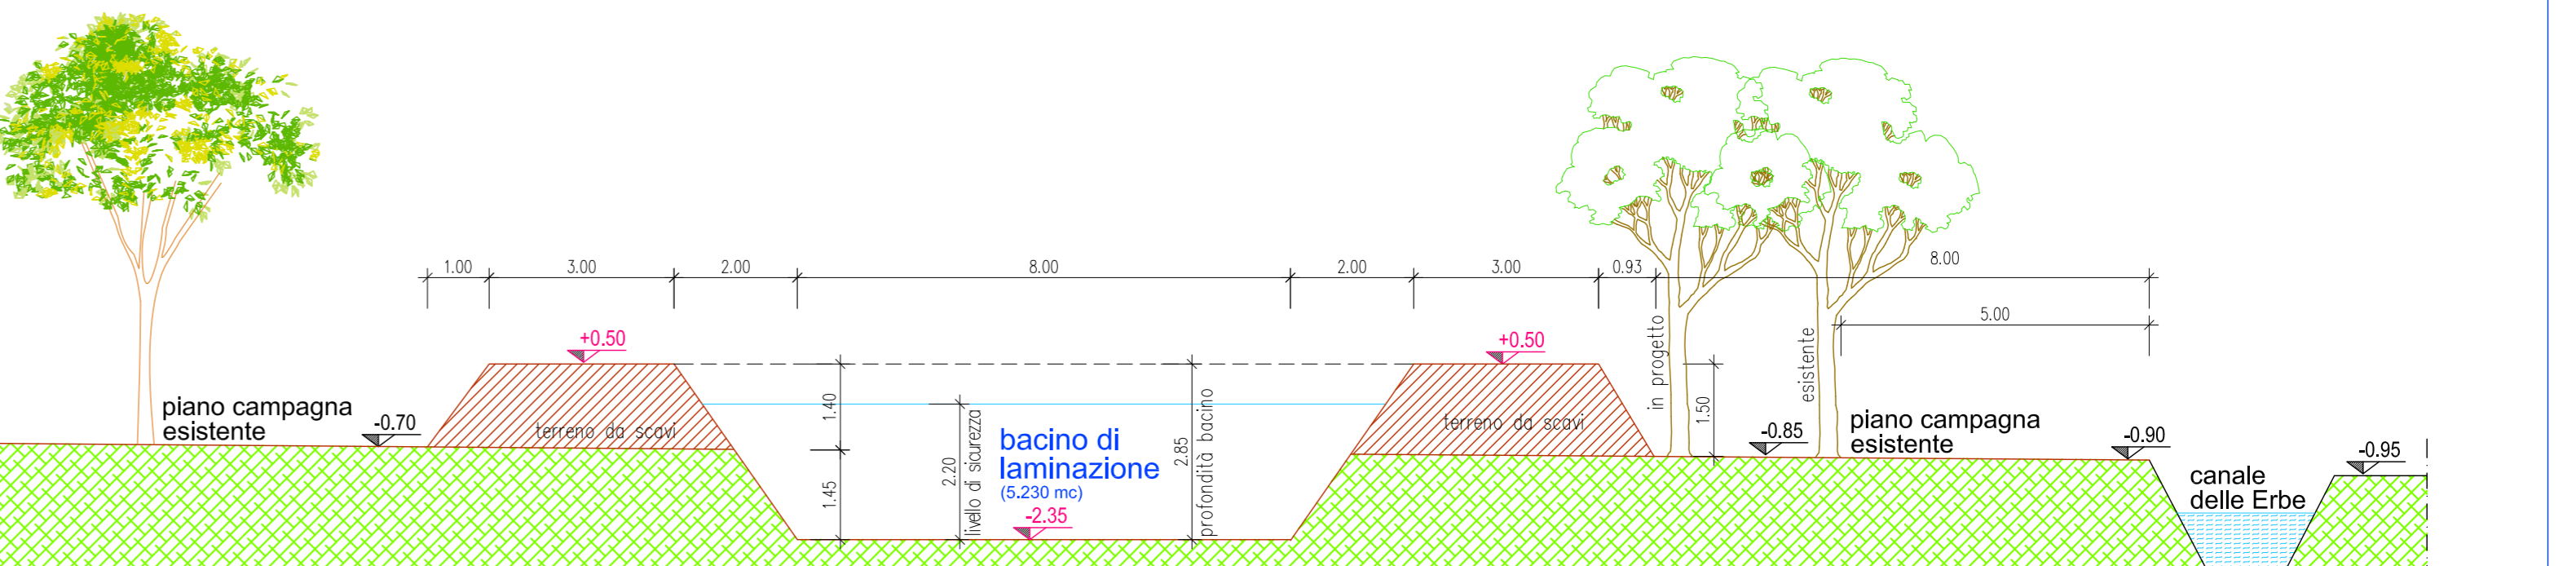 1.00
3.00
2.00
8.00
2.00
3.00
0.93
8.00
5.00
+0.50
+0.50
piano campagna
esistente
-0.70
terreno da scavi
1.40
1.45
2.20
livello di sicurezza
bacino di
laminazione
(5.230 mc)
-2.35
2.85
profondità bacino
terreno da scavi
in progetto
1.50
esistente
-0.85
piano campagna
esistente
-0.90
canale
delle Erbe
-0.95